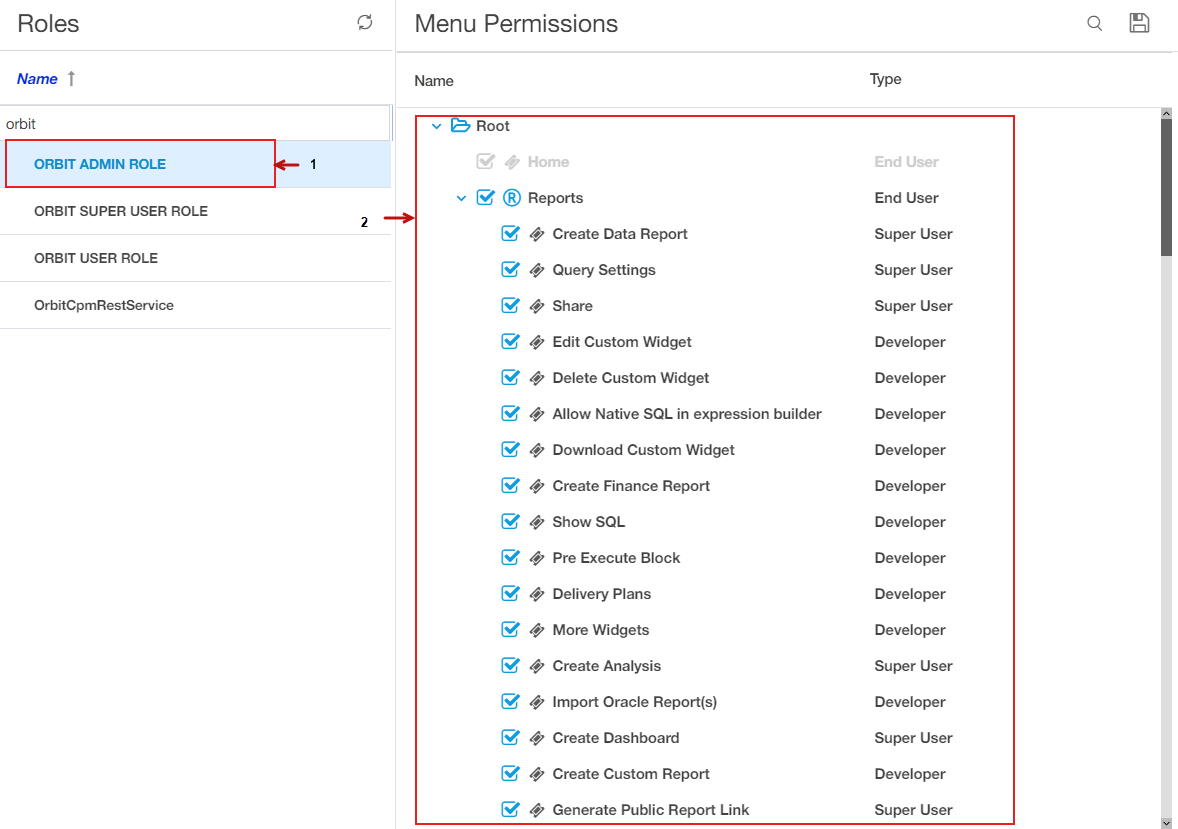 Roles
Name ↑
orbit
ORBIT ADMIN ROLE
1
ORBIT SUPER USER ROLE
2
ORBIT USER ROLE
OrbitCpmRestService
Menu Permissions
Name Type
Root
Home End User
Reports End User
Create Data Report Super User
Query Settings Super User
Share Super User
Edit Custom Widget Developer
Delete Custom Widget Developer
Allow Native SQL in expression builder Developer
Download Custom Widget Developer
Create Finance Report Developer
Show SQL Developer
Pre Execute Block Developer
Delivery Plans Developer
More Widgets Developer
Create Analysis Super User
Import Oracle Report(s) Developer
Create Dashboard Super User
Create Custom Report Developer
Generate Public Report Link Super User